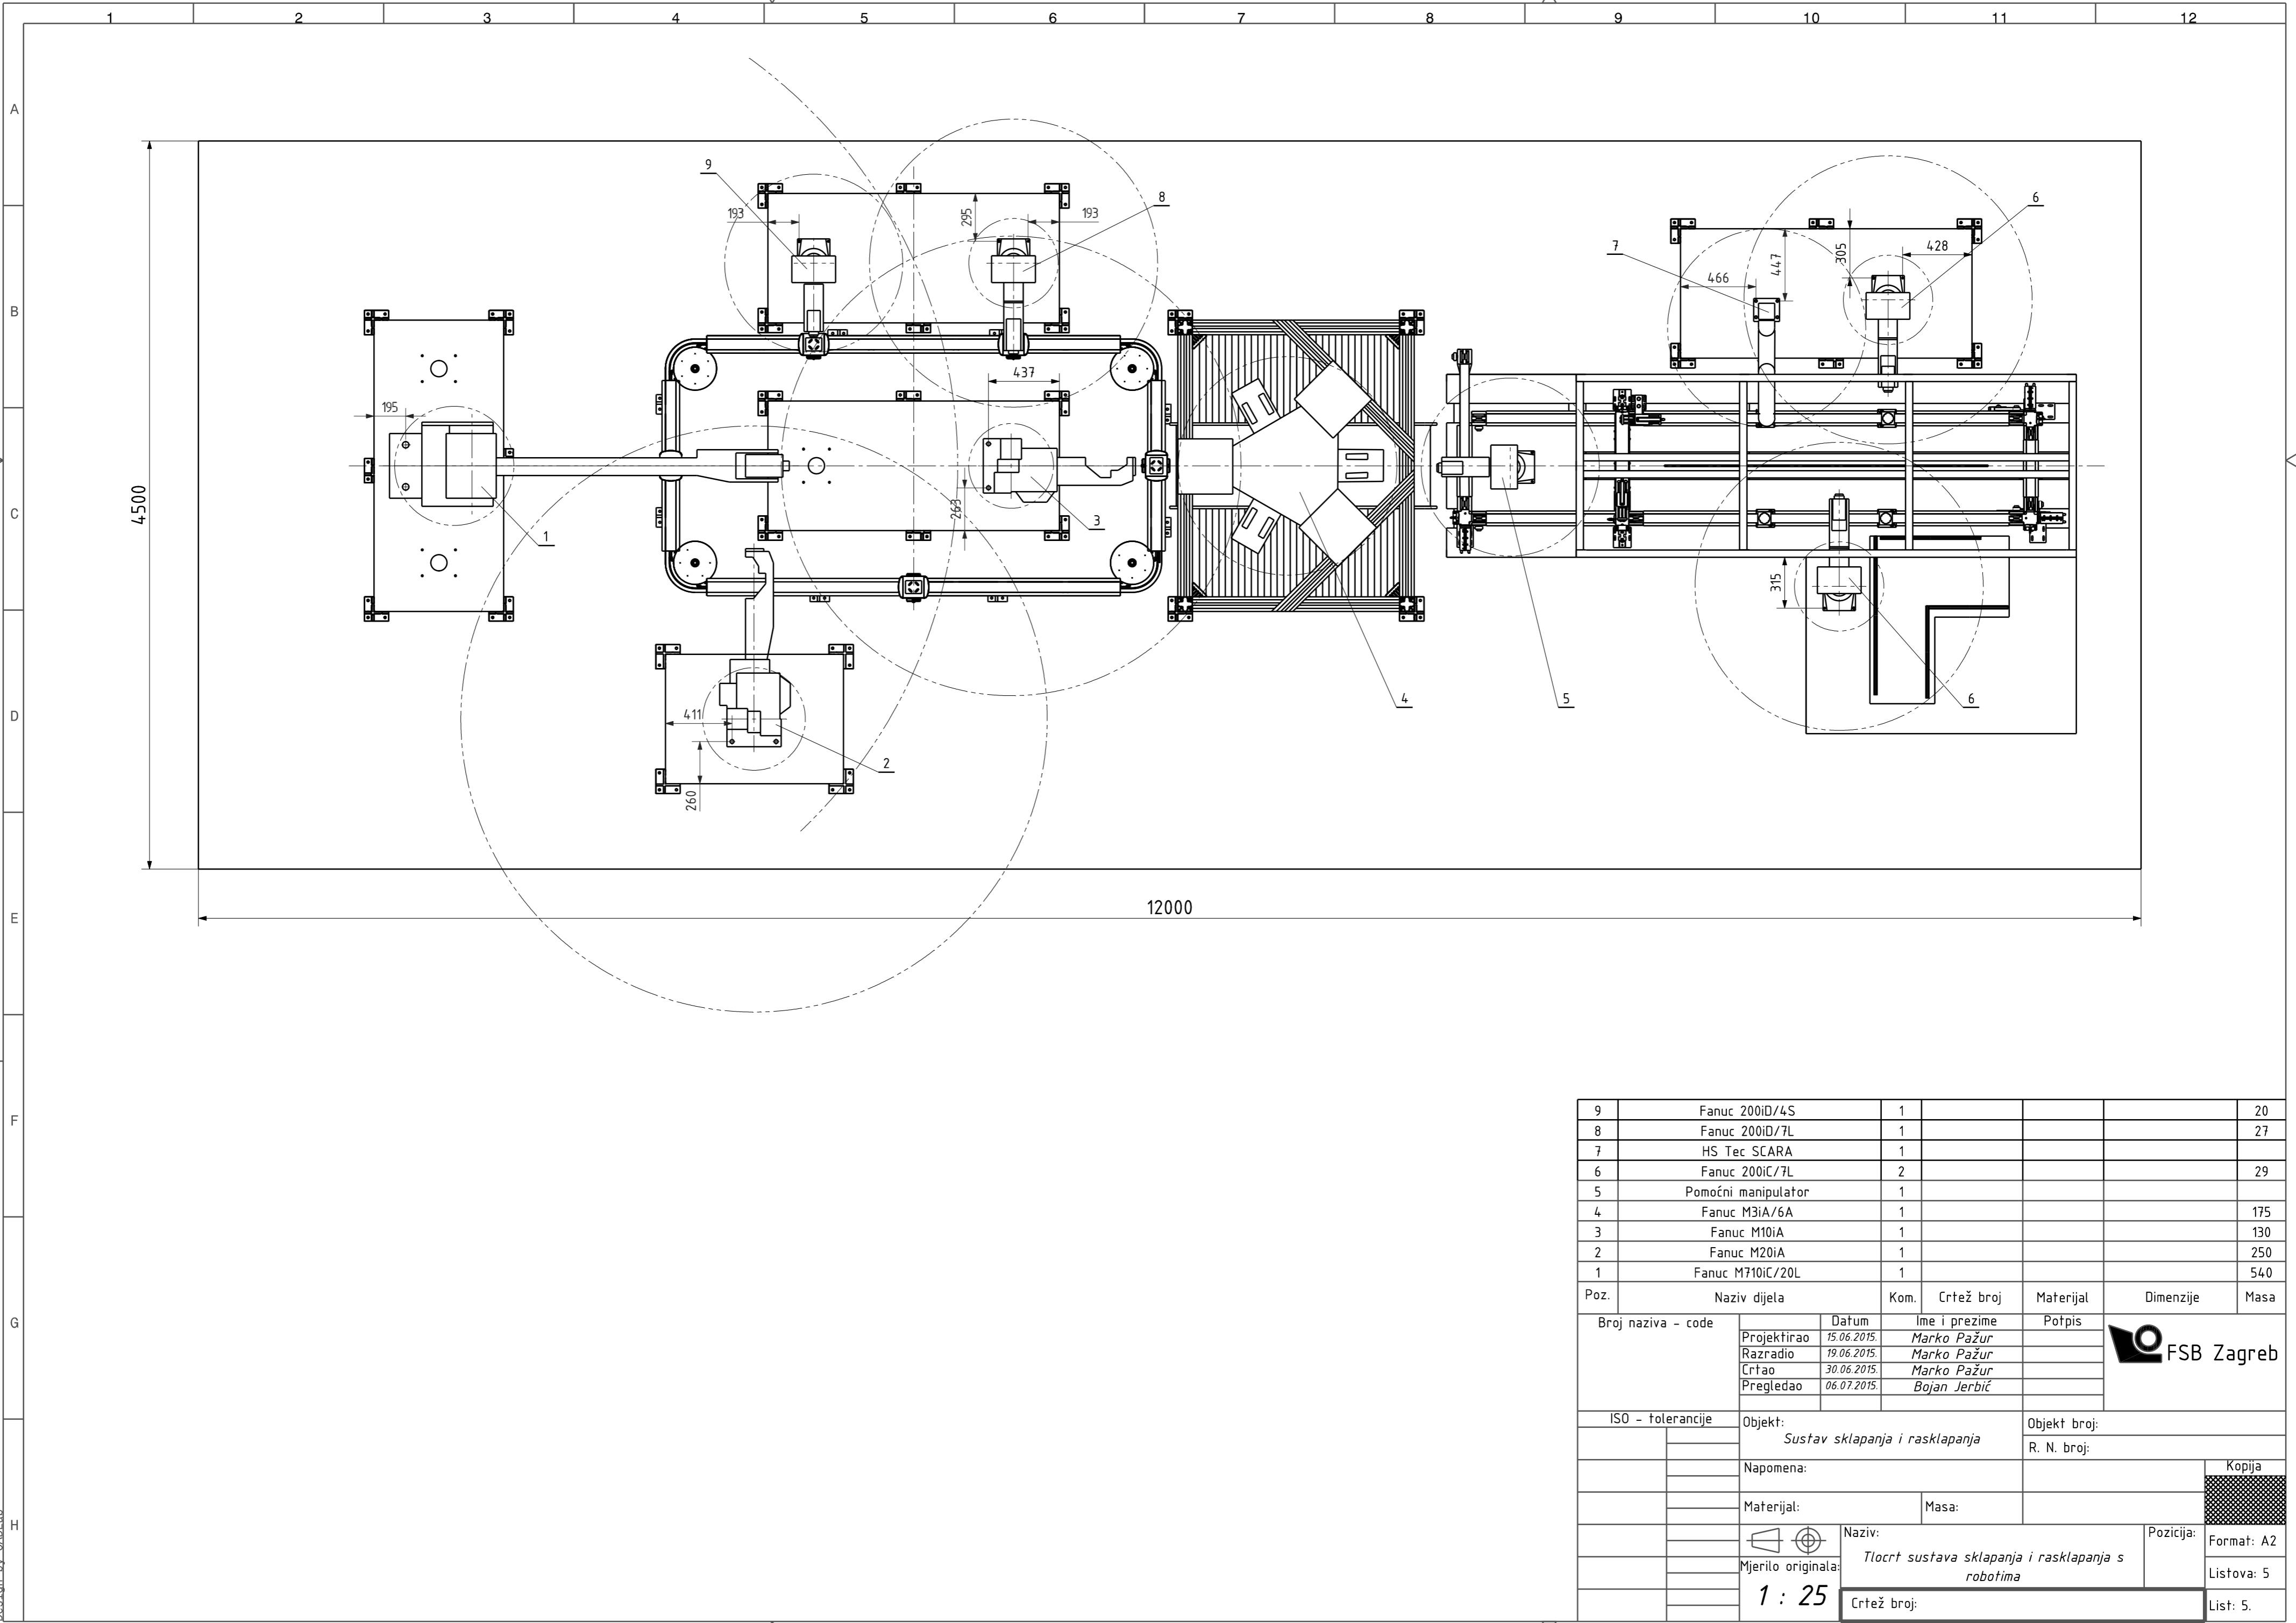 1 2 3 4 5 6 7 8 9 10 11 12
A
B
C
D
E
F
G
H
9
8
193
295
193
6
7
305
428
447
466
437
195
4500
263
3
1
315
411
4
5
6
2
260
12000
9 Fanuc 200iD/4S 1 20
8 Fanuc 200iD/7L 1 27
7 HS Tec SCARA 1
6 Fanuc 200iC/7L 2 29
5 Pomoćni manipulator 1
4 Fanuc M3iA/6A 1 175
3 Fanuc M10iA 1 130
2 Fanuc M20iA 1 250
1 Fanuc M710iC/20L 1 540
Poz. Naziv dijela Kom. Crtež broj Materijal Dimenzije Masa
Broj naziva - code Datum Ime i prezime Potpis
Projektirao 15.06.2015. Marko Pažur
Razradio 19.06.2015. Marko Pažur
Crtao 30.06.2015. Marko Pažur
Pregledao 06.07.2015. Bojan Jerbić
FSB Zagreb
ISO - tolerancije
Objekt:
Sustav sklapanja i rasklapanja
Objekt broj:
R. N. broj:
Napomena:
Kopija
Materijal: Masa:
Naziv:
Tlocrt sustava sklapanja i rasklapanja s
robotima
Pozicija:
Format: A2
Mjerilo originala:
1 : 25
Listova: 5
Crtež broj:
List: 5.